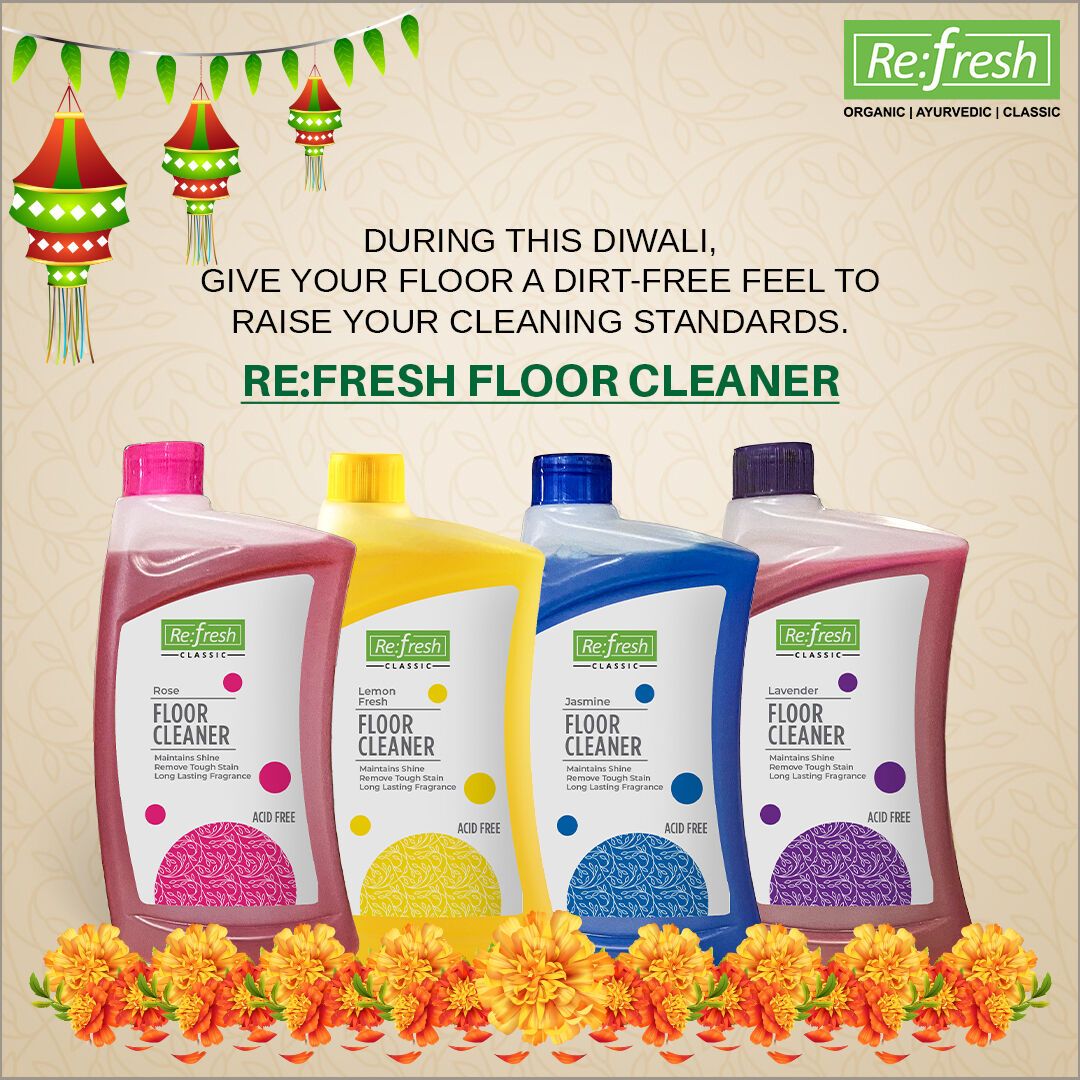 Re:fresh
ORGANIC | AYURVEDIC | CLASSIC
DURING THIS DIWALI,
GIVE YOUR FLOOR A DIRT-FREE FEEL TO
RAISE YOUR CLEANING STANDARDS.
RE:FRESH FLOOR CLEANER
Re:fresh
CLASSIC
Rose
FLOOR
CLEANER
Maintains Shine
Remove Tough Stain
Long Lasting Fragrance
ACID FREE
Re:fresh
CLASSIC
Lemon
Fresh
FLOOR
CLEANER
Maintains Shine
Remove Tough Stain
Long Lasting Fragrance
ACID FREE
Re:fresh
CLASSIC
Jasmine
FLOOR
CLEANER
Maintains Shine
Remove Tough Stain
Long Lasting Fragrance
ACID FREE
Re:fresh
CLASSIC
Lavender
FLOOR
CLEANER
Maintains Shine
Remove Tough Stain
Long Lasting Fragrance
ACID FREE